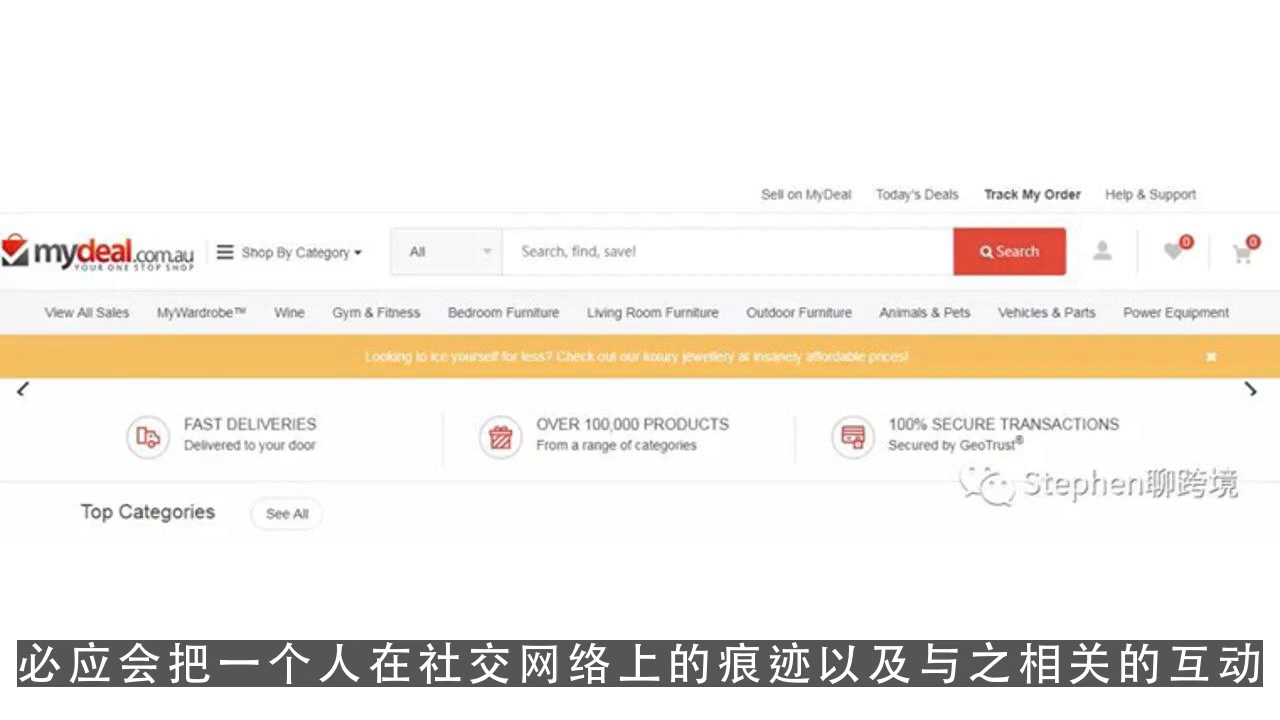 Sell on MyDeal Today's Deals Track My Order Help & Support
mydeal.com.au
YOUR ONE STOP SHOP
Shop By Category All Search, find, save! Search 0 0
View All Sales MyWardrobe™ Wine Gym & Fitness Bedroom Furniture Living Room Furniture Outdoor Furniture Animals & Pets Vehicles & Parts Power Equipment
Looking to ice yourself for less? Check out our luxury jewellery at insanely affordable prices!
FAST DELIVERIES OVER 100,000 PRODUCTS 100% SECURE TRANSACTIONS
Delivered to your door From a range of categories Secured by GeoTrust®
Stephen聊跨境
Top Categories See All
必应会把一个人在社交网络上的痕迹以及与之相关的互动